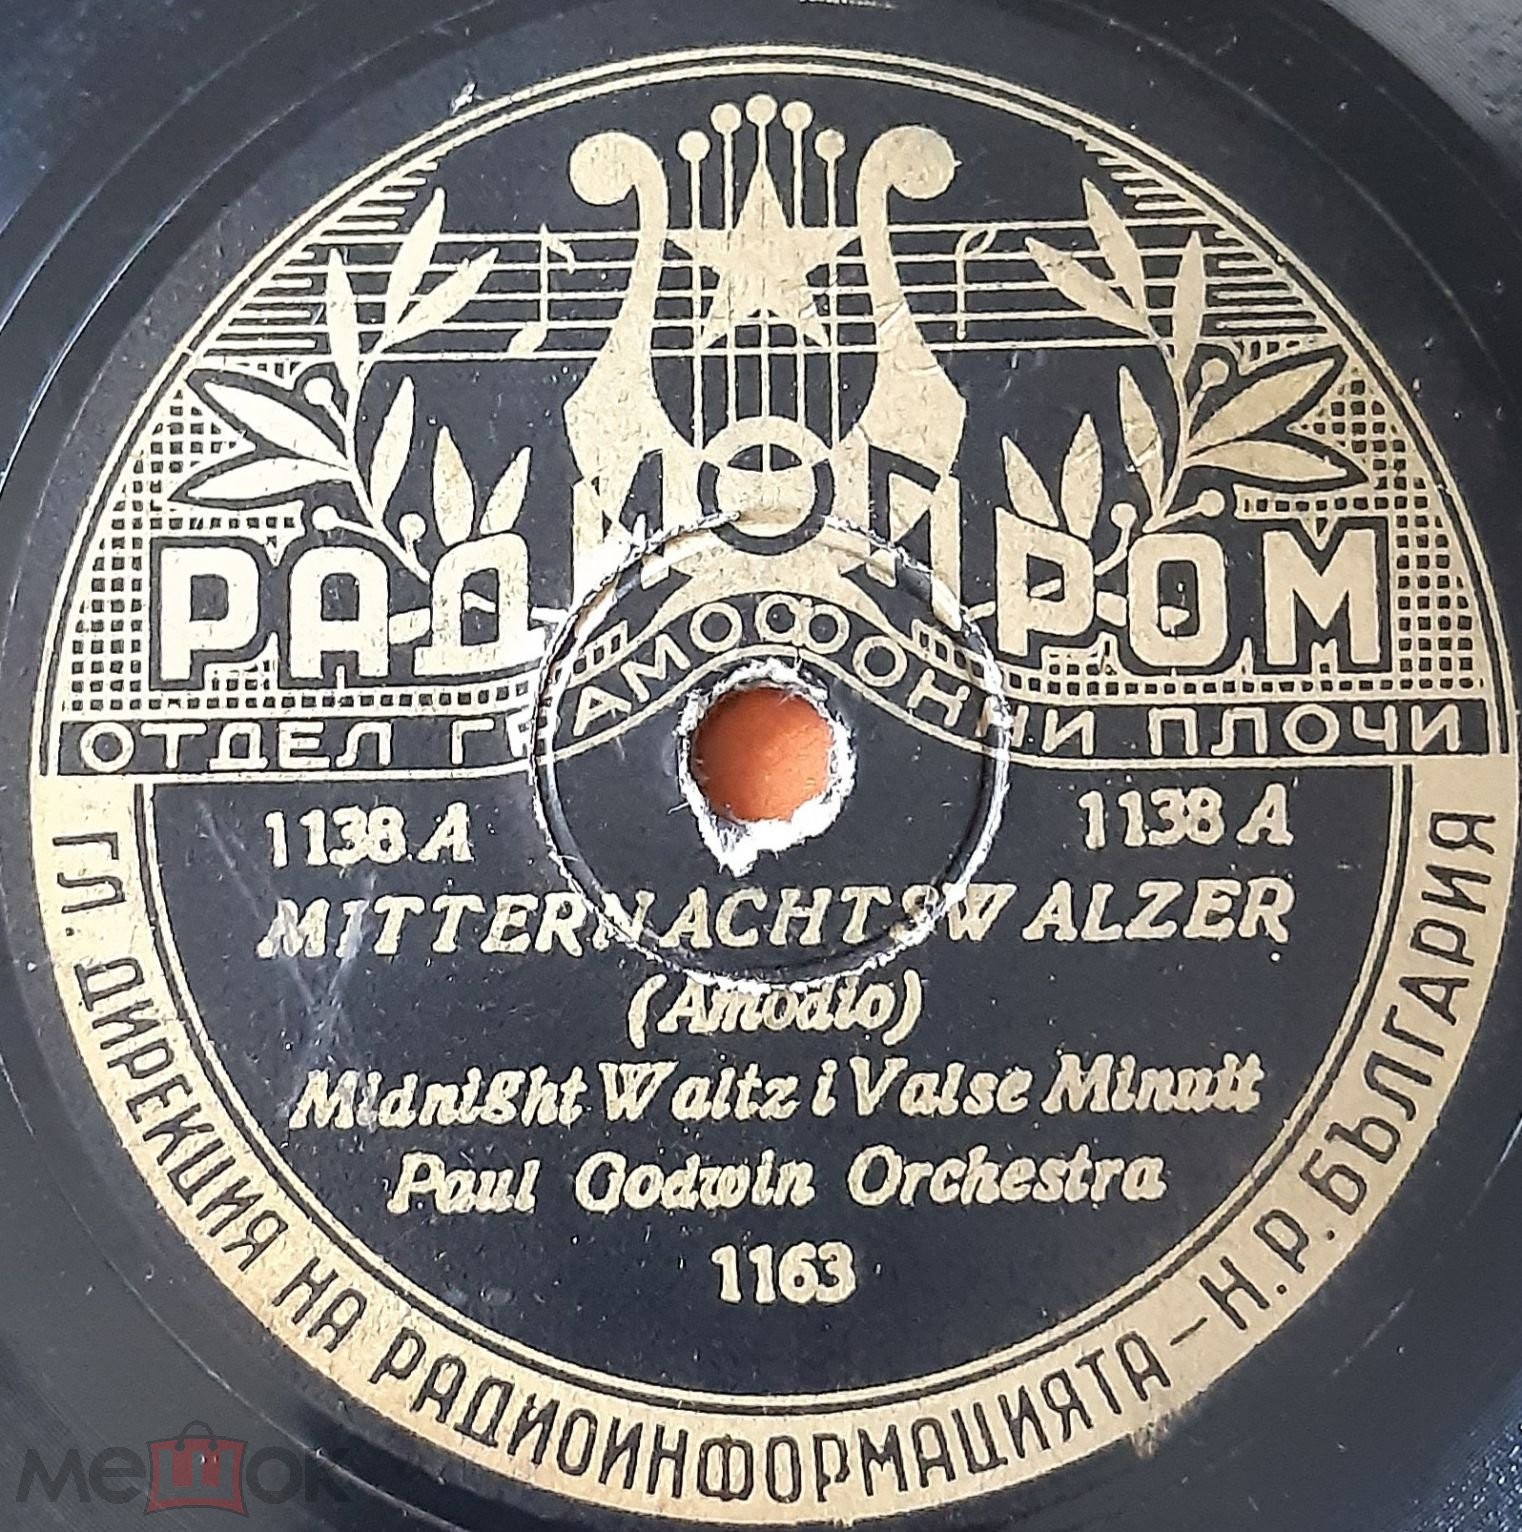 РАДИОПРОМ
ОТДЕЛ ГРАМОФОННИ ПЛОЧИ
1138 A 1138 A
MITTERNACHTSWALZER
(Amodio)
Midnight Waltz i Valse Minuit
Paul Godwin Orchestra
1163
ГЛ. ДИРЕКЦИЯ НА РАДИОИНФОРМАЦИЯТА – Н.Р. БЪЛГАРИЯ
мешок